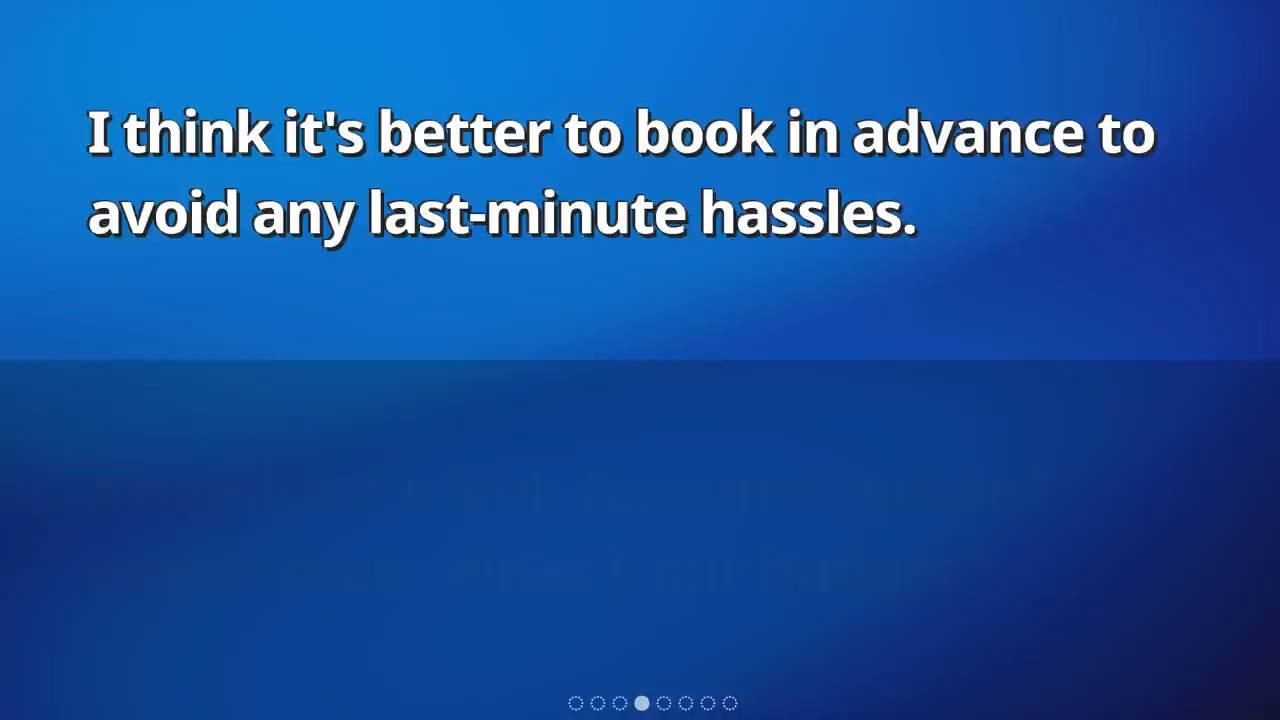 I think it's better to book in advance to
avoid any last-minute hassles.